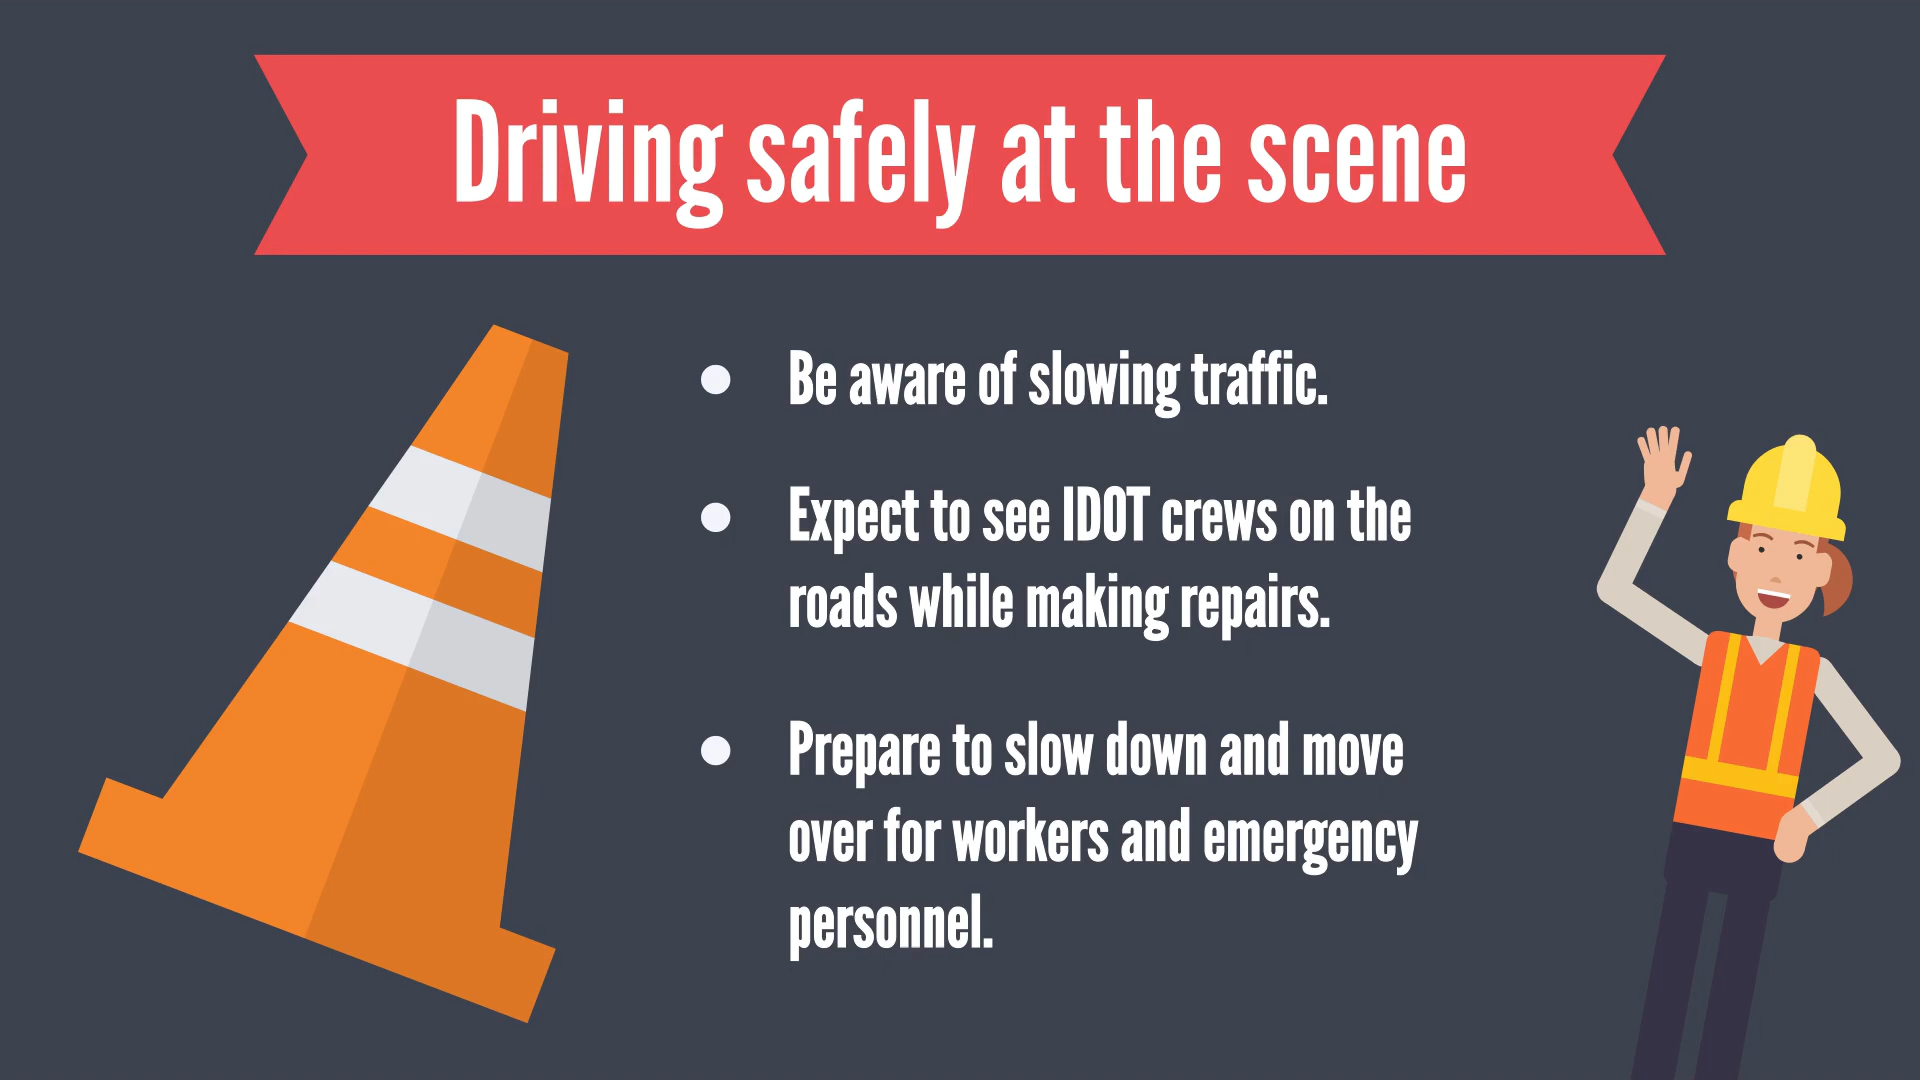 Driving safely at the scene
● Be aware of slowing traffic.
● Expect to see IDOT crews on the
roads while making repairs.
● Prepare to slow down and move
over for workers and emergency
personnel.